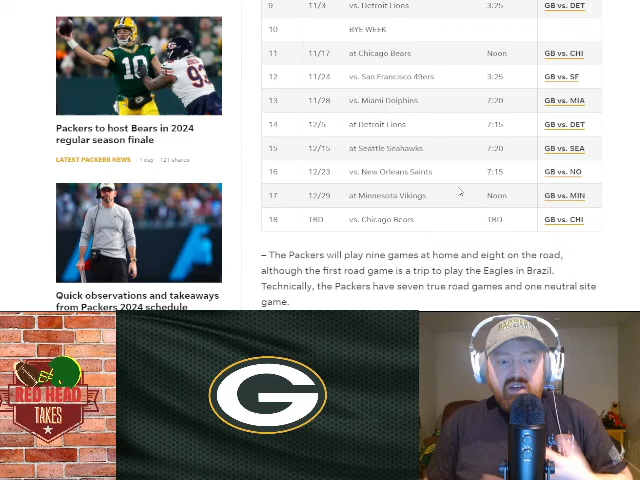 9 11/3 vs. Detroit Lions 3:25 GB vs. DET
10 BYE WEEK
11 11/17 at Chicago Bears Noon GB vs. CHI
12 11/24 vs. San Francisco 49ers 3:25 GB vs. SF
13 11/28 vs. Miami Dolphins 7:20 GB vs. MIA
14 12/5 at Detroit Lions 7:15 GB vs. DET
15 12/15 at Seattle Seahawks 7:20 GB vs. SEA
16 12/23 vs. New Orleans Saints 7:15 GB vs. NO
17 12/29 at Minnesota Vikings Noon GB vs. MIN
18 TBD vs. Chicago Bears TBD GB vs. CHI
– The Packers will play nine games at home and eight on the road,
although the first road game is a trip to play the Eagles in Brazil.
Technically, the Packers have seven true road games and one neutral site
game.
10
93
Packers to host Bears in 2024
regular season finale
LATEST PACKERS NEWS 1 day · 121 shares
Quick observations and takeaways
from Packers 2024 schedule
RED HEAD
TAKES
G